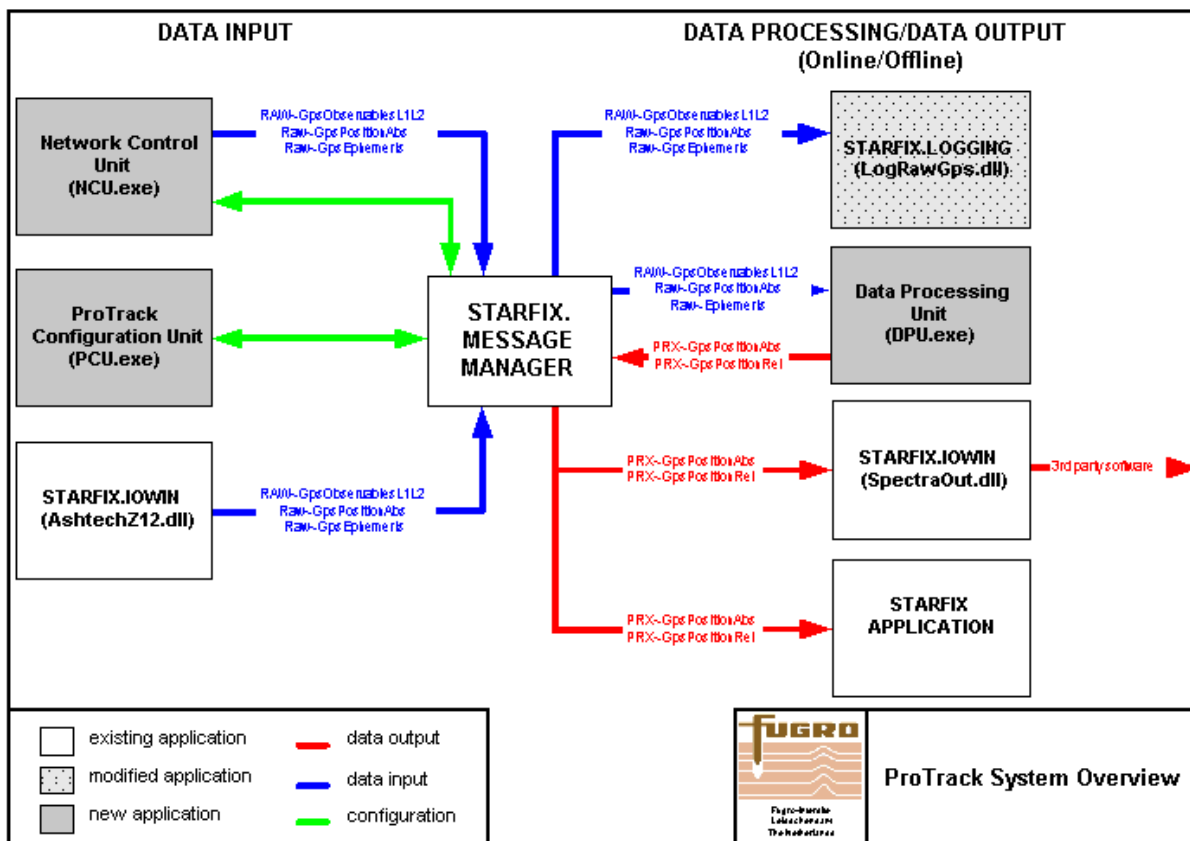 DATA INPUT
DATA PROCESSING/DATA OUTPUT
(Online/Offline)
Network Control
Unit
(NCU.exe)
RAW~GpsObservables L1L2
Raw~GpsPositionAbs
Raw~GpsEphemeris
RAW~GpsObservables L1L2
Raw~GpsPositionAbs
Raw~GpsEphemeris
STARFIX.LOGGING
(LogRawGps.dll)
ProTrack
Configuration Unit
(PCU.exe)
STARFIX.
MESSAGE
MANAGER
RAW~GpsObservables L1L2
Raw~GpsPositionAbs
Raw~Ephemeris
Data Processing
Unit
(DPU.exe)
PRX~GpsPositionAbs
PRX~GpsPositionRel
STARFIX.IOWIN
(AshtechZ12.dll)
RAW~GpsObservables L1L2
Raw~GpsPositionAbs
Raw~GpsEphemeris
PRX~GpsPositionAbs
PRX~GpsPositionRel
STARFIX.IOWIN
(SpectraOut.dll)
3rd party software
PRX~GpsPositionAbs
PRX~GpsPositionRel
STARFIX
APPLICATION
existing application
modified application
new application
data output
data input
configuration
FUGRO
Leidschendam
The Netherlands
ProTrack System Overview